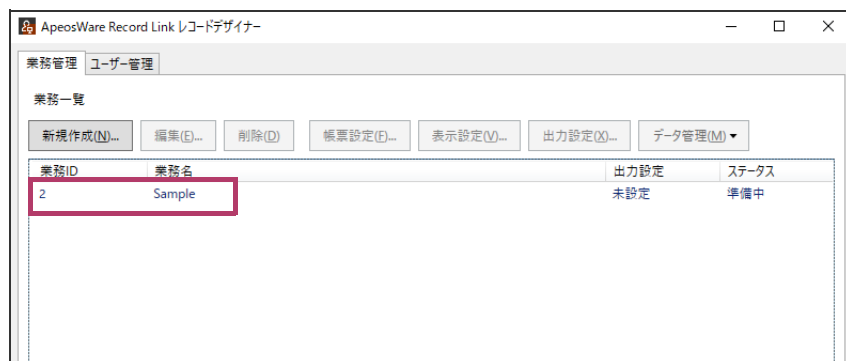 ApeosWare Record Link レコードデザイナー
業務管理 ユーザー管理
業務一覧
新規作成(N)... 編集(E)... 削除(D) 帳票設定(F)... 表示設定(V)... 出力設定(X)... データ管理(M)
業務ID 業務名 出力設定 ステータス
2 Sample 未設定 準備中